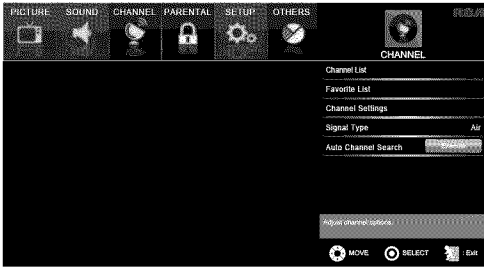 PICTURE SOUND CHANNEL PARENTAL SETUP OTHERS
RCA
CHANNEL
Channel List
Favorite List
Channel Settings
Signal Type Air
Auto Channel Search
Adjust channel options.
MOVE SELECT : Exit